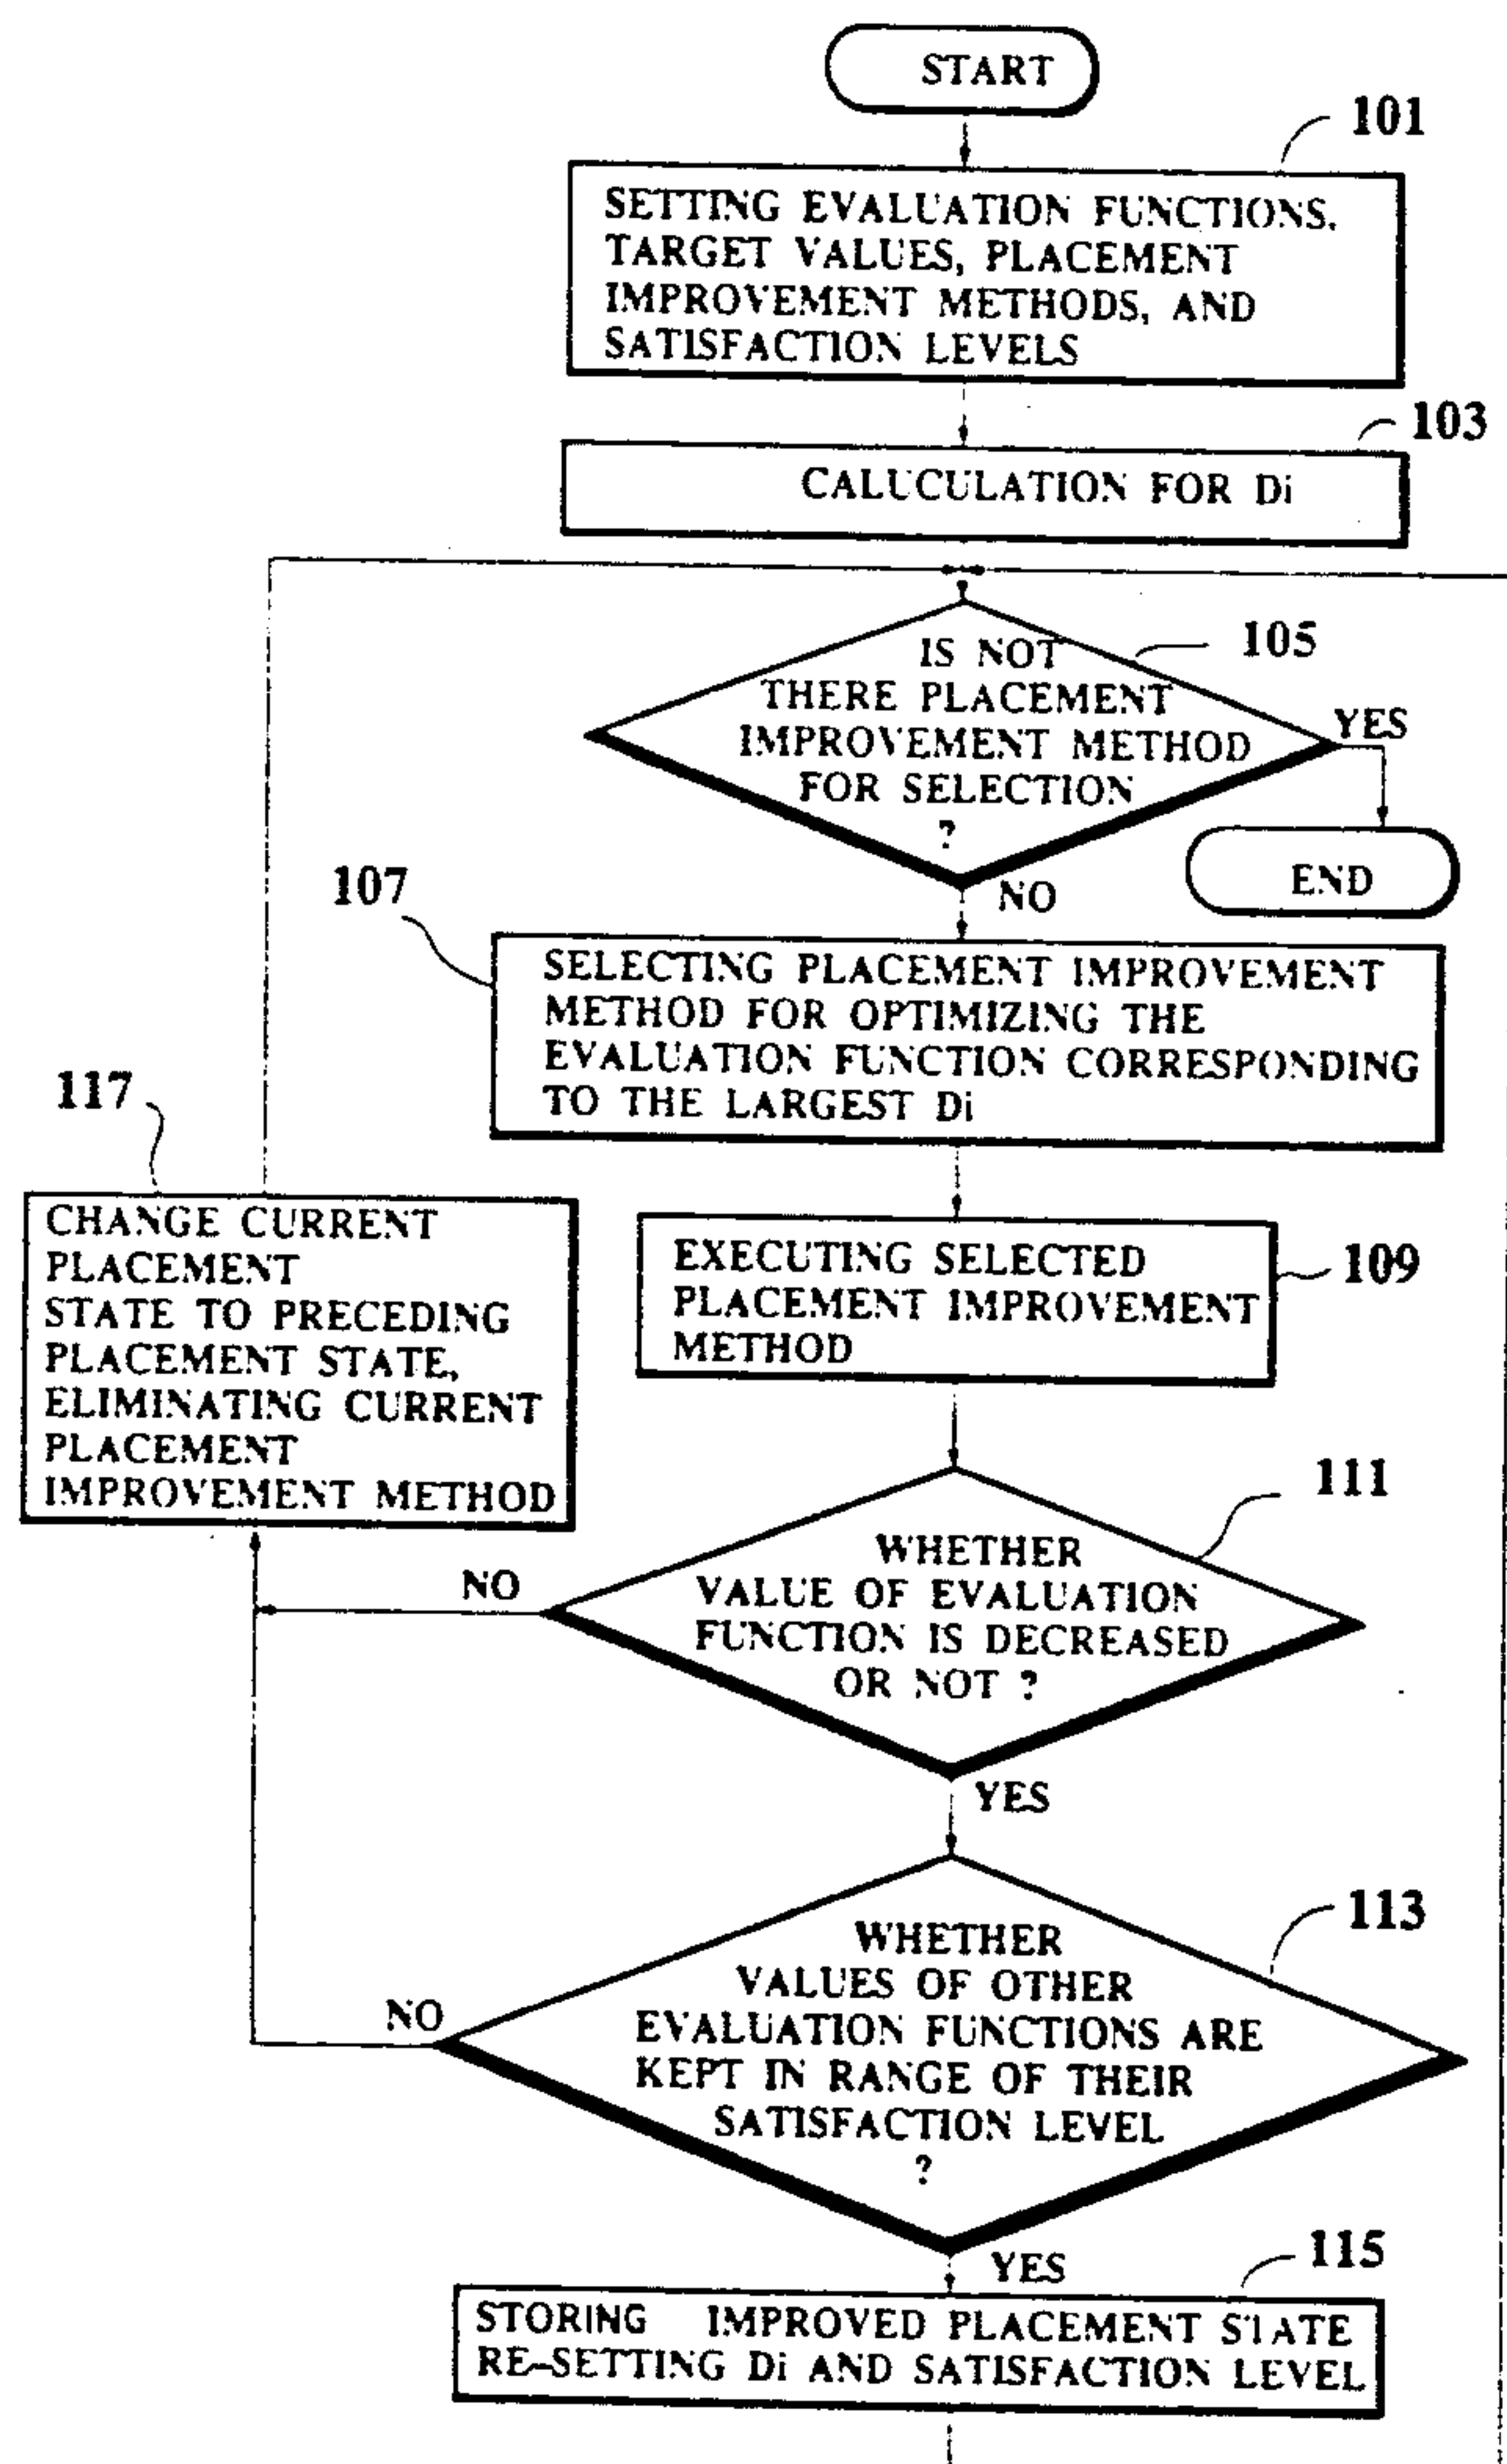 START
101
SETTING EVALUATION FUNCTIONS,
TARGET VALUES, PLACEMENT
IMPROVEMENT METHODS, AND
SATISFACTION LEVELS
103
CALUCULATION FOR Di
105
IS NOT
THERE PLACEMENT
IMPROVEMENT METHOD
FOR SELECTION
?
YES
END
NO
107
SELECTING PLACEMENT IMPROVEMENT
METHOD FOR OPTIMIZING THE
EVALUATION FUNCTION CORRESPONDING
TO THE LARGEST Di
117
CHANGE CURRENT
PLACEMENT
STATE TO PRECEDING
PLACEMENT STATE,
ELIMINATING CURRENT
PLACEMENT
IMPROVEMENT METHOD
109
EXECUTING SELECTED
PLACEMENT IMPROVEMENT
METHOD
111
WHETHER
VALUE OF EVALUATION
FUNCTION IS DECREASED
OR NOT ?
NO
YES
113
WHETHER
VALUES OF OTHER
EVALUATION FUNCTIONS ARE
KEPT IN RANGE OF THEIR
SATISFACTION LEVEL
?
NO
YES
115
STORING IMPROVED PLACEMENT STATE
RE-SETTING Di AND SATISFACTION LEVEL